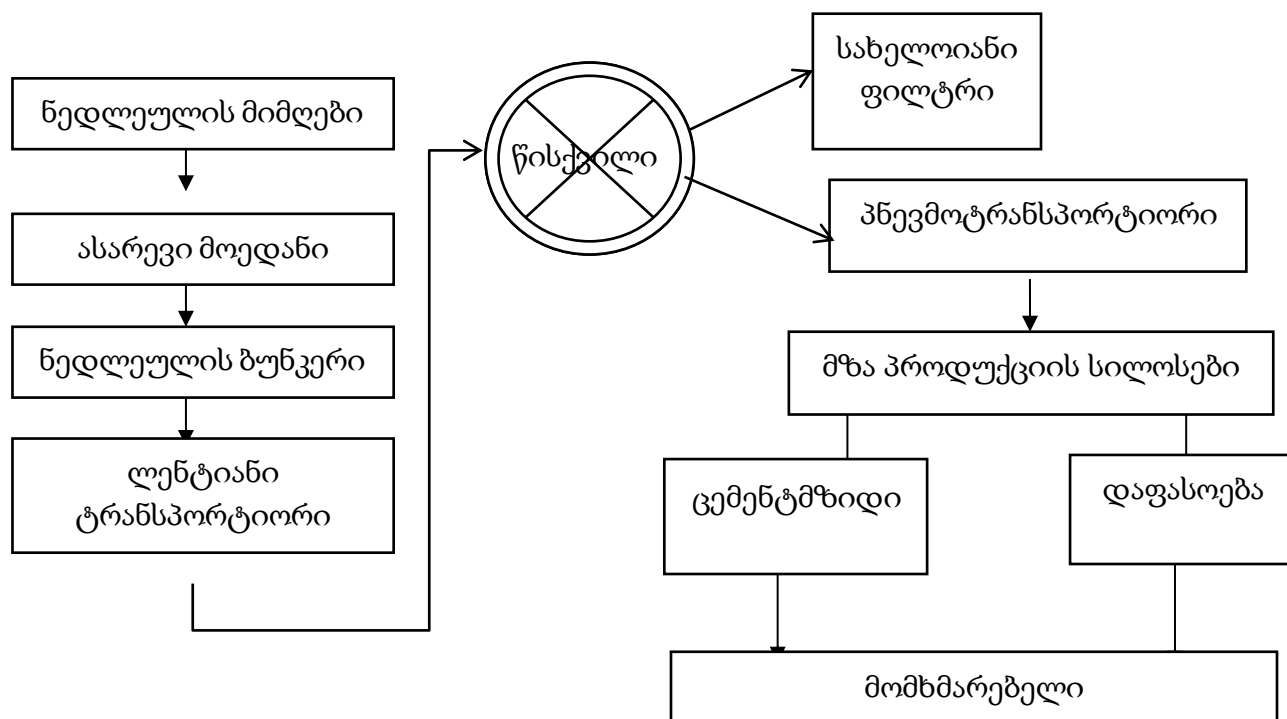 ნედლეულის მიმღები
ასარევი მოედანი
ნედლეულის ბუნკერი
ლენტიანი
ტრანსპორტიორი
წისქვილი
სახელოიანი
ფილტრი
პნევმოტრანსპორტიორი
მზა პროდუქციის სილოსები
ცემენტმზიდი
დაფასოება
მომხმარებელი